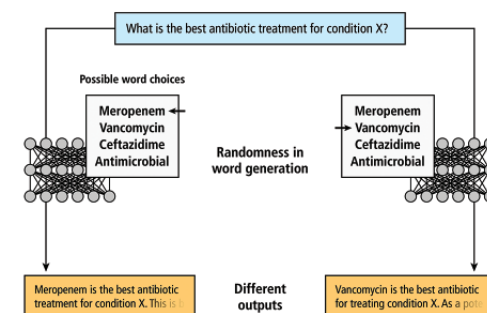 What is the best antibiotic treatment for condition X?
Possible word choices
Meropenem
Vancomycin
Ceftazidime
Antimicrobial
Randomness in
word generation
Meropenem
Vancomycin
Ceftazidime
Antimicrobial
Meropenem is the best antibiotic
treatment for condition X. This is
Different
outputs
Vancomycin is the best antibiotic
for treating condition X. As a